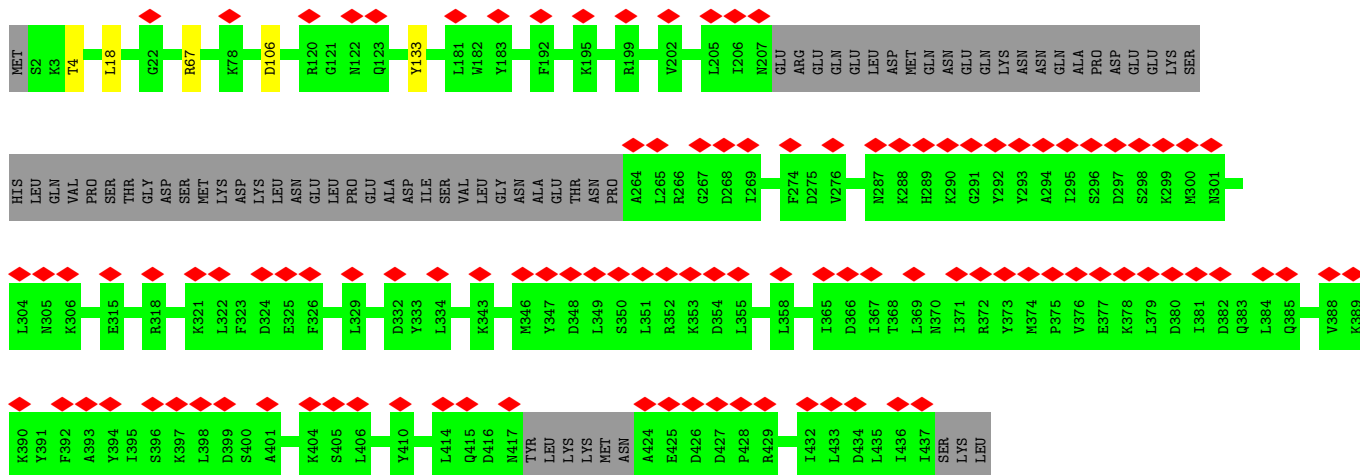 MET S2 K3 T4 L18 G22 R67 K78 D106 R120 G121 N122 Q123 Y133 L181 W182 Y183 F192 K195 R199 V202 L205 I206 N207 GLU ARG GLU GLN GLU LEU ASP MET GLN ASN GLU GLN LYS ASN ASN GLN ALA PRO ASP GLU GLU LYS SER
HIS LEU GLN VAL PRO SER THR GLY ASP SER MET LYS ASP LYS LEU ASN GLU LEU PRO GLU ALA ASP ILE SER VAL LEU GLY ASN ALA GLU THR ASN PRO A264 L265 R266 G267 D268 I269 F274 D275 V276 N287 K288 H289 K290 G291 Y292 Y293 A294 I295 S296 D297 S298 K299 M300 N301
L304 N305 K306 E315 R318 K321 L322 F323 D324 E325 F326 L329 D332 Y333 L334 K343 M346 Y347 D348 L349 S350 L351 R352 K353 D354 L355 L358 I365 D366 I367 T368 L369 N370 I371 R372 Y373 M374 P375 V376 E377 K378 L379 D380 I381 D382 Q383 L384 Q385 V388 K389
K390 Y391 F392 A393 Y394 I395 S396 K397 L398 D399 S400 A401 K404 S405 L406 Y410 L414 Q415 D416 N417 TYR LEU LYS LYS MET ASN A424 E425 D426 D427 P428 R429 I432 L433 D434 L435 I436 I437 SER LYS LEU